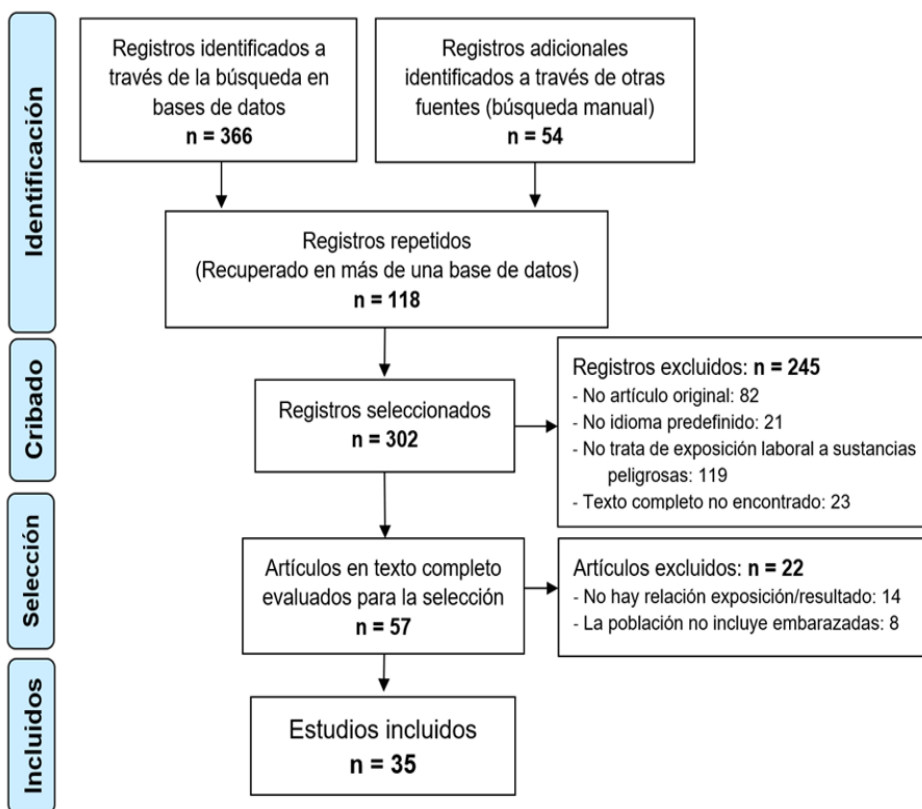 Identificación
Registros identificados a
través de la búsqueda en
bases de datos
n = 366
Registros adicionales
identificados a través de otras
fuentes (búsqueda manual)
n = 54
Registros repetidos
(Recuperado en más de una base de datos)
n = 118
Cribado
Registros seleccionados
n = 302
Registros excluidos: n = 245
- No artículo original: 82
- No idioma predefinido: 21
- No trata de exposición laboral a sustancias
peligrosas: 119
- Texto completo no encontrado: 23
Selección
Artículos en texto completo
evaluados para la selección
n = 57
Artículos excluidos: n = 22
- No hay relación exposición/resultado: 14
- La población no incluye embarazadas: 8
Incluidos
Estudios incluidos
n = 35